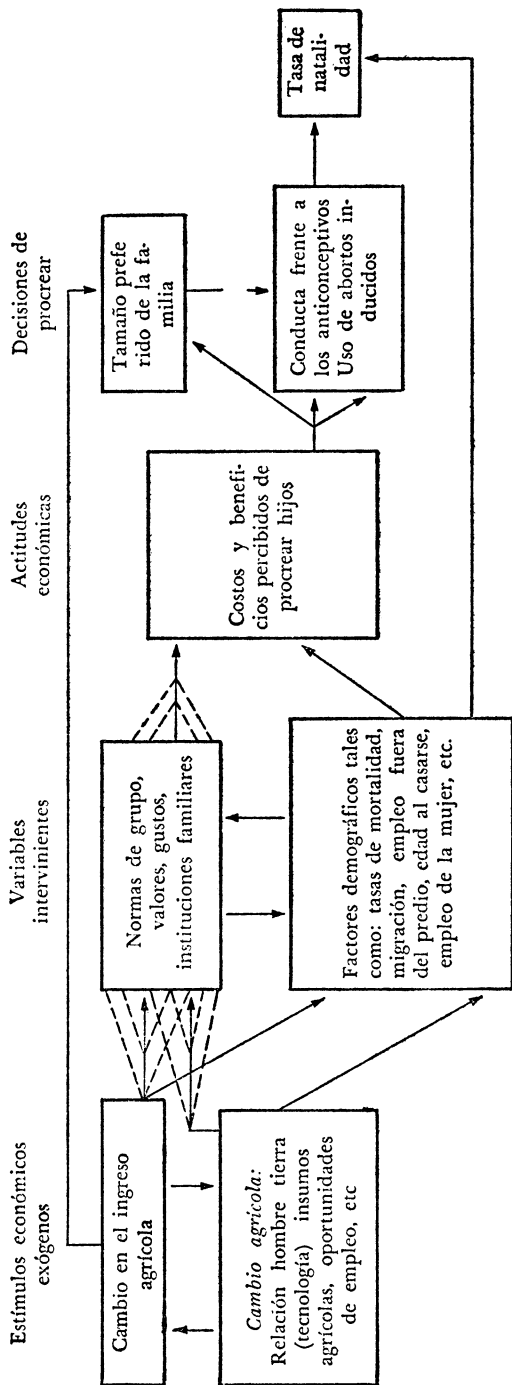 Estímulos económicos
exógenos
Variables
intervinientes
Actitudes
económicas
Decisiones de
procrear
Cambio en el ingreso
agrícola
Cambio agrícola:
Relación hombre tierra
(tecnología) insumos
agrícolas, oportunidades
de empleo, etc
Normas de grupo,
valores, gustos,
instituciones familiares
Factores demográficos tales
como: tasas de mortalidad,
migración, empleo fuera
del predio, edad al casarse,
empleo de la mujer, etc.
Costos y benefi-
cios percibidos de
procrear hijos
Tamaño prefe
rido de la fa-
milia
Conducta frente a
los anticonceptivos
Uso de abortos in-
ducidos
Tasa de
natali-
dad